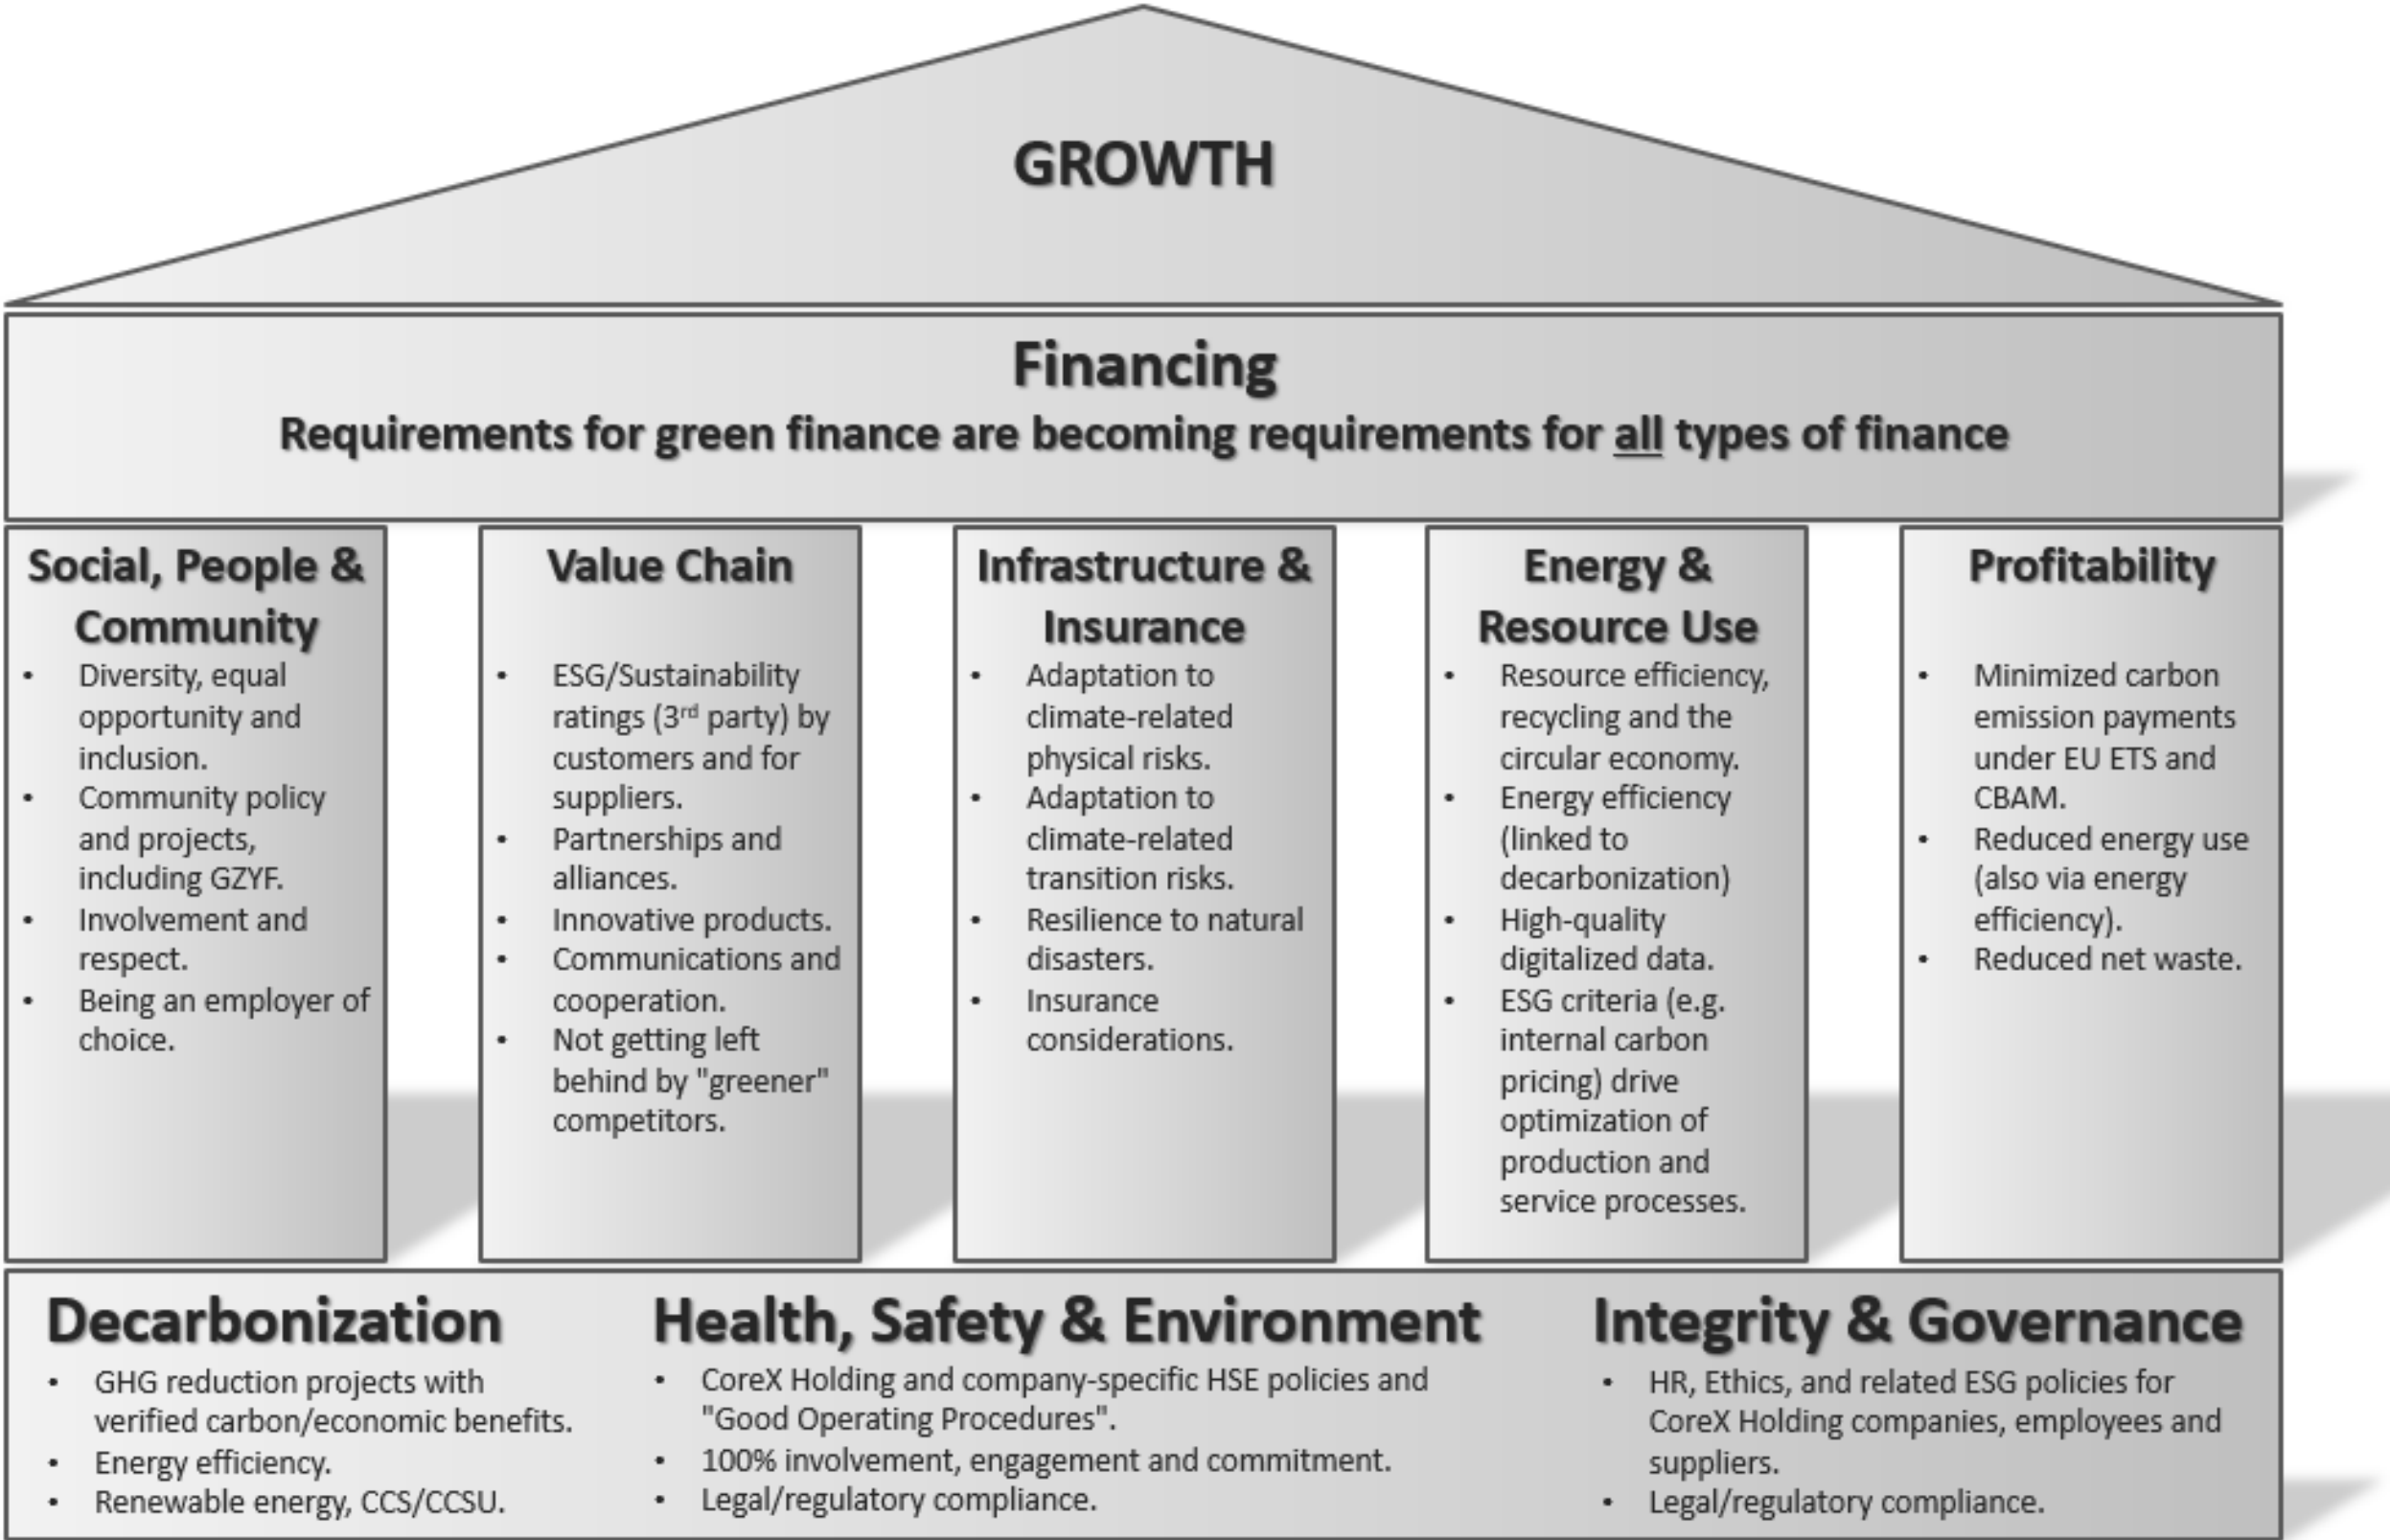 GROWTH
Financing
Requirements for green finance are becoming requirements for all types of finance
Social, People &
Community
• Diversity, equal
opportunity and
inclusion.
• Community policy
and projects,
including GZYF.
• Involvement and
respect.
• Being an employer of
choice.
Value Chain
• ESG/Sustainability
ratings (3rd party) by
customers and for
suppliers.
• Partnerships and
alliances.
• Innovative products.
• Communications and
cooperation.
• Not getting left
behind by "greener"
competitors.
Infrastructure &
Insurance
• Adaptation to
climate-related
physical risks.
• Adaptation to
climate-related
transition risks.
• Resilience to natural
disasters.
• Insurance
considerations.
Energy &
Resource Use
• Resource efficiency,
recycling and the
circular economy.
• Energy efficiency
(linked to
decarbonization)
• High-quality
digitalized data.
• ESG criteria (e.g.
internal carbon
pricing) drive
optimization of
production and
service processes.
Profitability
• Minimized carbon
emission payments
under EU ETS and
CBAM.
• Reduced energy use
(also via energy
efficiency).
• Reduced net waste.
Decarbonization
• GHG reduction projects with
verified carbon/economic benefits.
• Energy efficiency.
• Renewable energy, CCS/CCSU.
Health, Safety & Environment
• CoreX Holding and company-specific HSE policies and
"Good Operating Procedures".
• 100% involvement, engagement and commitment.
• Legal/regulatory compliance.
Integrity & Governance
• HR, Ethics, and related ESG policies for
CoreX Holding companies, employees and
suppliers.
• Legal/regulatory compliance.